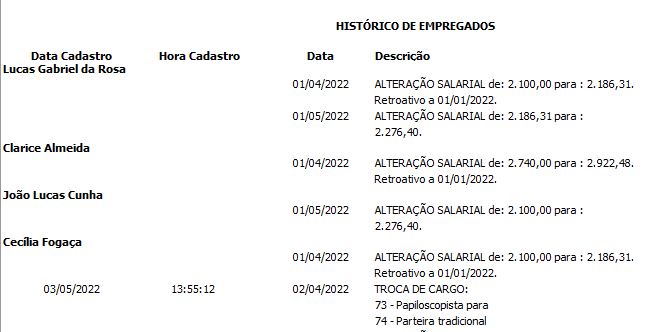 HISTÓRICO DE EMPREGADOS
Data Cadastro Hora Cadastro Data Descrição
Lucas Gabriel da Rosa
01/04/2022 ALTERAÇÃO SALARIAL de: 2.100,00 para : 2.186,31.
Retroativo a 01/01/2022.
01/05/2022 ALTERAÇÃO SALARIAL de: 2.186,31 para :
2.276,40.
Clarice Almeida
01/04/2022 ALTERAÇÃO SALARIAL de: 2.740,00 para : 2.922,48.
Retroativo a 01/01/2022.
João Lucas Cunha
01/05/2022 ALTERAÇÃO SALARIAL de: 2.100,00 para :
2.276,40.
Cecília Fogaça
01/04/2022 ALTERAÇÃO SALARIAL de: 2.100,00 para : 2.186,31.
Retroativo a 01/01/2022.
03/05/2022 13:55:12 02/04/2022 TROCA DE CARGO:
73 - Papiloscopista para
74 - Parteira tradicional